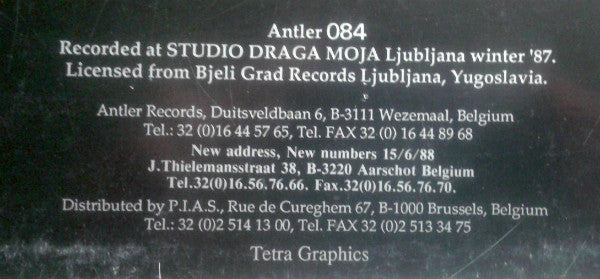 Antler 084
Recorded at STUDIO DRAGA MOJA Ljubljana winter '87.
Licensed from Bjeli Grad Records Ljubljana, Yugoslavia.
Antler Records, Duitsveldbaan 6, B-3111 Wezemaal, Belgium
Tel.: 32 (0)16 44 57 65, Tel. FAX 32 (0) 16 44 89 68
New address, New numbers 15/6/88
J.Thielemansstraat 38, B-3220 Aarschot Belgium
Tel.32(0)16.56.76.66. Fax.32(0)16.56.76.70.
Distributed by P.I.A.S., Rue de Cureghem 67, B-1000 Brussels, Belgium
Tel.: 32 (0)2 514 13 00, Tel. FAX 32 (0)2 513 34 75
Tetra Graphics